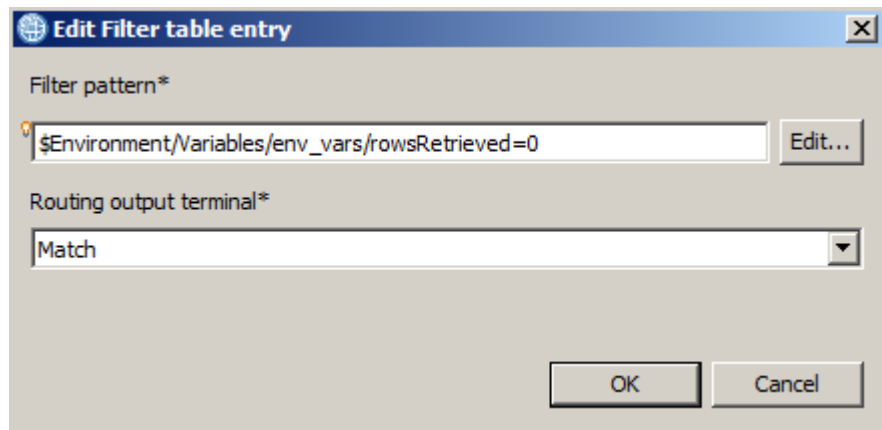 Edit Filter table entry
Filter pattern*
$Environment/Variables/env_vars/rowsRetrieved=0
Edit...
Routing output terminal*
Match
OK
Cancel